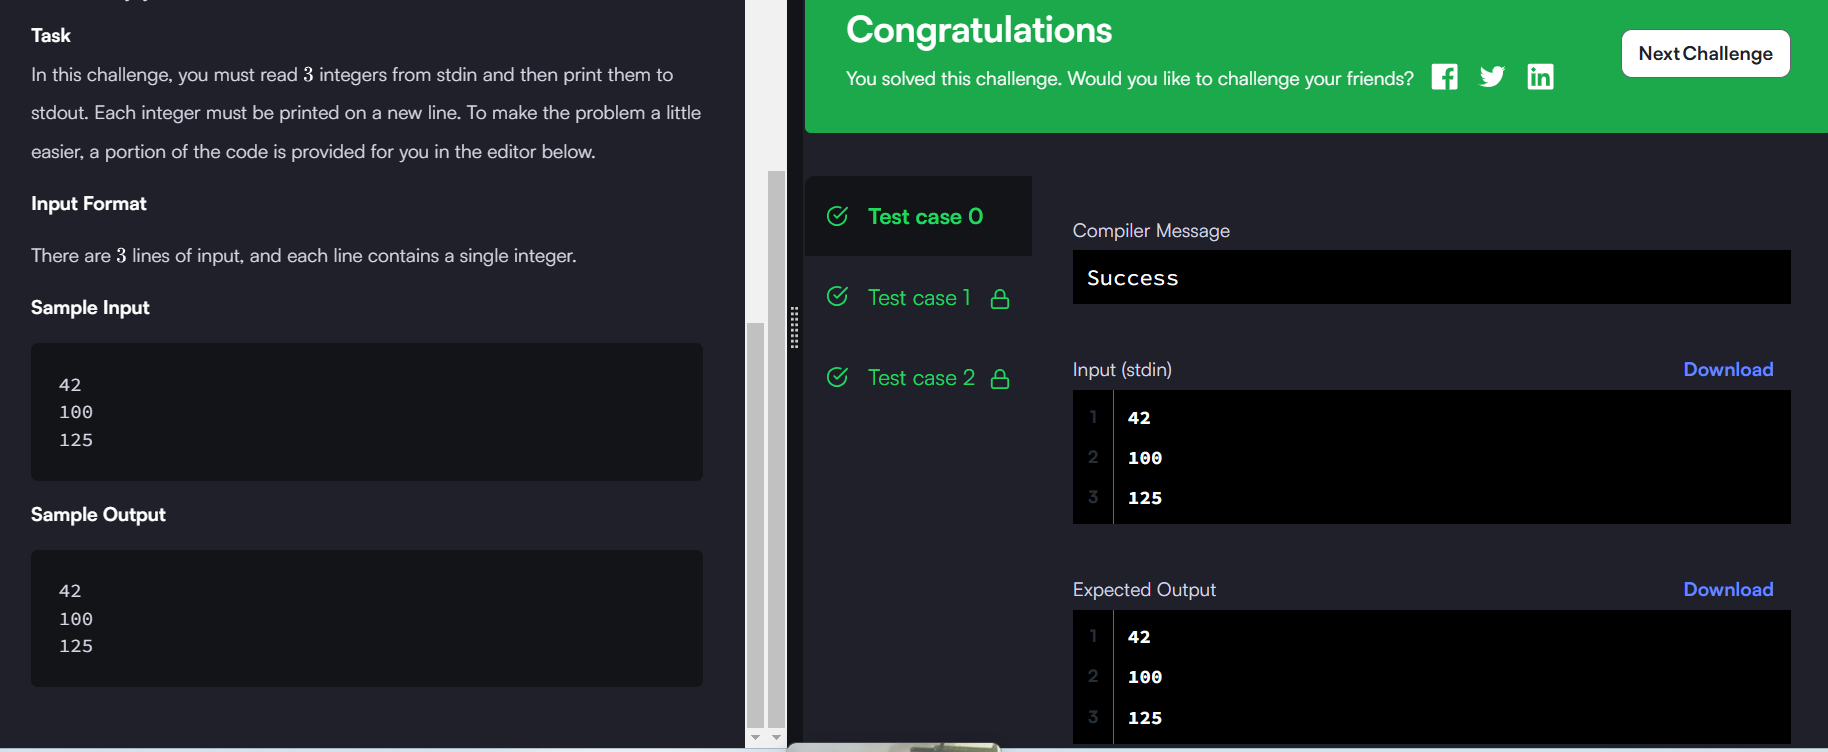 Task
In this challenge, you must read 3 integers from stdin and then print them to
stdout. Each integer must be printed on a new line. To make the problem a little
easier, a portion of the code is provided for you in the editor below.
Input Format
There are 3 lines of input, and each line contains a single integer.
Sample Input
42
100
125
Sample Output
42
100
125
Congratulations
You solved this challenge. Would you like to challenge your friends?
Next Challenge
Test case 0
Test case 1
Test case 2
Compiler Message
Success
Input (stdin)
Download
1 42
2 100
3 125
Expected Output
Download
1 42
2 100
3 125